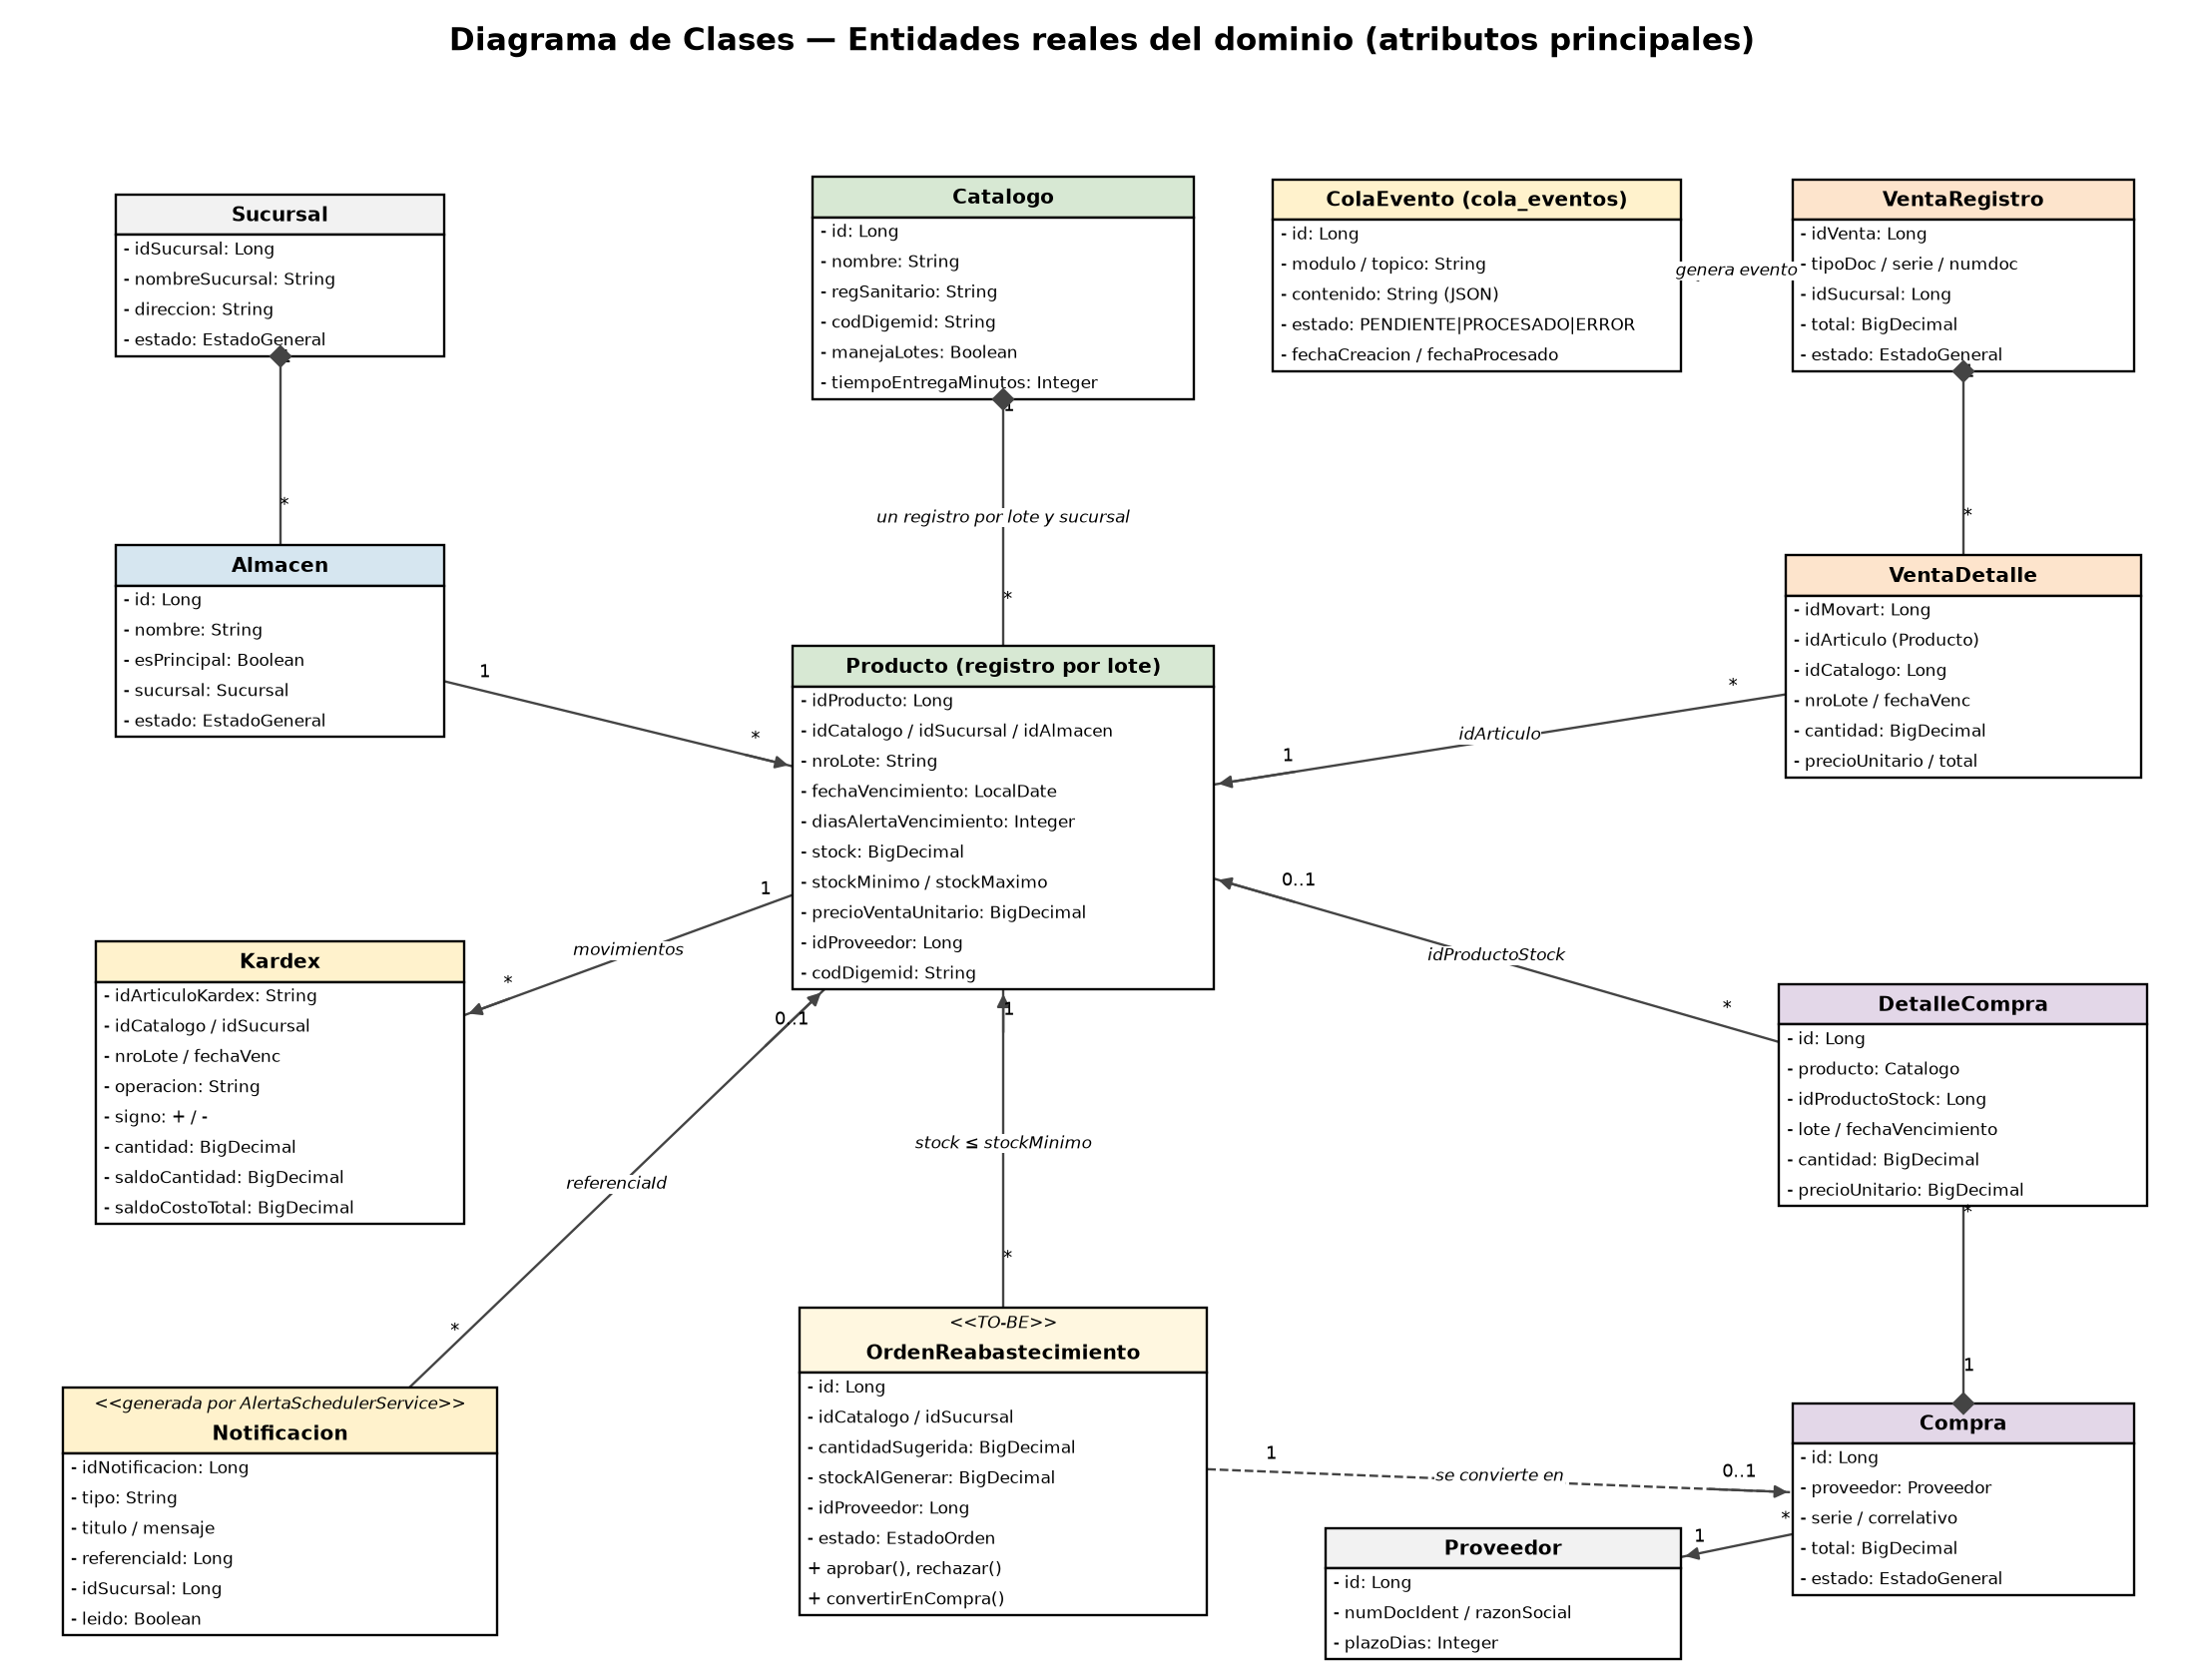 Diagrama de Clases — Entidades reales del dominio (atributos principales)
Sucursal
- idSucursal: Long
- nombreSucursal: String
- direccion: String
- estado: EstadoGeneral
*
Catalogo
- id: Long
- nombre: String
- regSanitario: String
- codDigemid: String
- manejaLotes: Boolean
- tiempoEntregaMinutos: Integer
1
un registro por lote y sucursal
*
ColaEvento (cola_eventos)
- id: Long
- modulo / topico: String
- contenido: String (JSON)
- estado: PENDIENTE|PROCESADO|ERROR
- fechaCreacion / fechaProcesado
genera evento
VentaRegistro
- idVenta: Long
- tipoDoc / serie / numdoc
- idSucursal: Long
- total: BigDecimal
- estado: EstadoGeneral
*
Almacen
- id: Long
- nombre: String
- esPrincipal: Boolean
- sucursal: Sucursal
- estado: EstadoGeneral
1
*
Producto (registro por lote)
- idProducto: Long
- idCatalogo / idSucursal / idAlmacen
- nroLote: String
- fechaVencimiento: LocalDate
- diasAlertaVencimiento: Integer
- stock: BigDecimal
- stockMinimo / stockMaximo
- precioVentaUnitario: BigDecimal
- idProveedor: Long
- codDigemid: String
VentaDetalle
- idMovart: Long
- idArticulo (Producto)
- idCatalogo: Long
- nroLote / fechaVenc
- cantidad: BigDecimal
- precioUnitario / total
*
idArticulo
1
1
movimientos
*
0..1
idProductoStock
*
Kardex
- idArticuloKardex: String
- idCatalogo / idSucursal
- nroLote / fechaVenc
- operacion: String
- signo: + / -
- cantidad: BigDecimal
- saldoCantidad: BigDecimal
- saldoCostoTotal: BigDecimal
0..1
referenciaId
*
1
stock ≤ stockMinimo
*
DetalleCompra
- id: Long
- producto: Catalogo
- idProductoStock: Long
- lote / fechaVencimiento
- cantidad: BigDecimal
- precioUnitario: BigDecimal
*
1
<<generada por AlertaSchedulerService>>
Notificacion
- idNotificacion: Long
- tipo: String
- titulo / mensaje
- referenciaId: Long
- idSucursal: Long
- leido: Boolean
<<TO-BE>>
OrdenReabastecimiento
- id: Long
- idCatalogo / idSucursal
- cantidadSugerida: BigDecimal
- stockAlGenerar: BigDecimal
- idProveedor: Long
- estado: EstadoOrden
+ aprobar(), rechazar()
+ convertirEnCompra()
1
se convierte en
0..1
Compra
- id: Long
- proveedor: Proveedor
- serie / correlativo
- total: BigDecimal
- estado: EstadoGeneral
*
1
Proveedor
- id: Long
- numDocIdent / razonSocial
- plazoDias: Integer